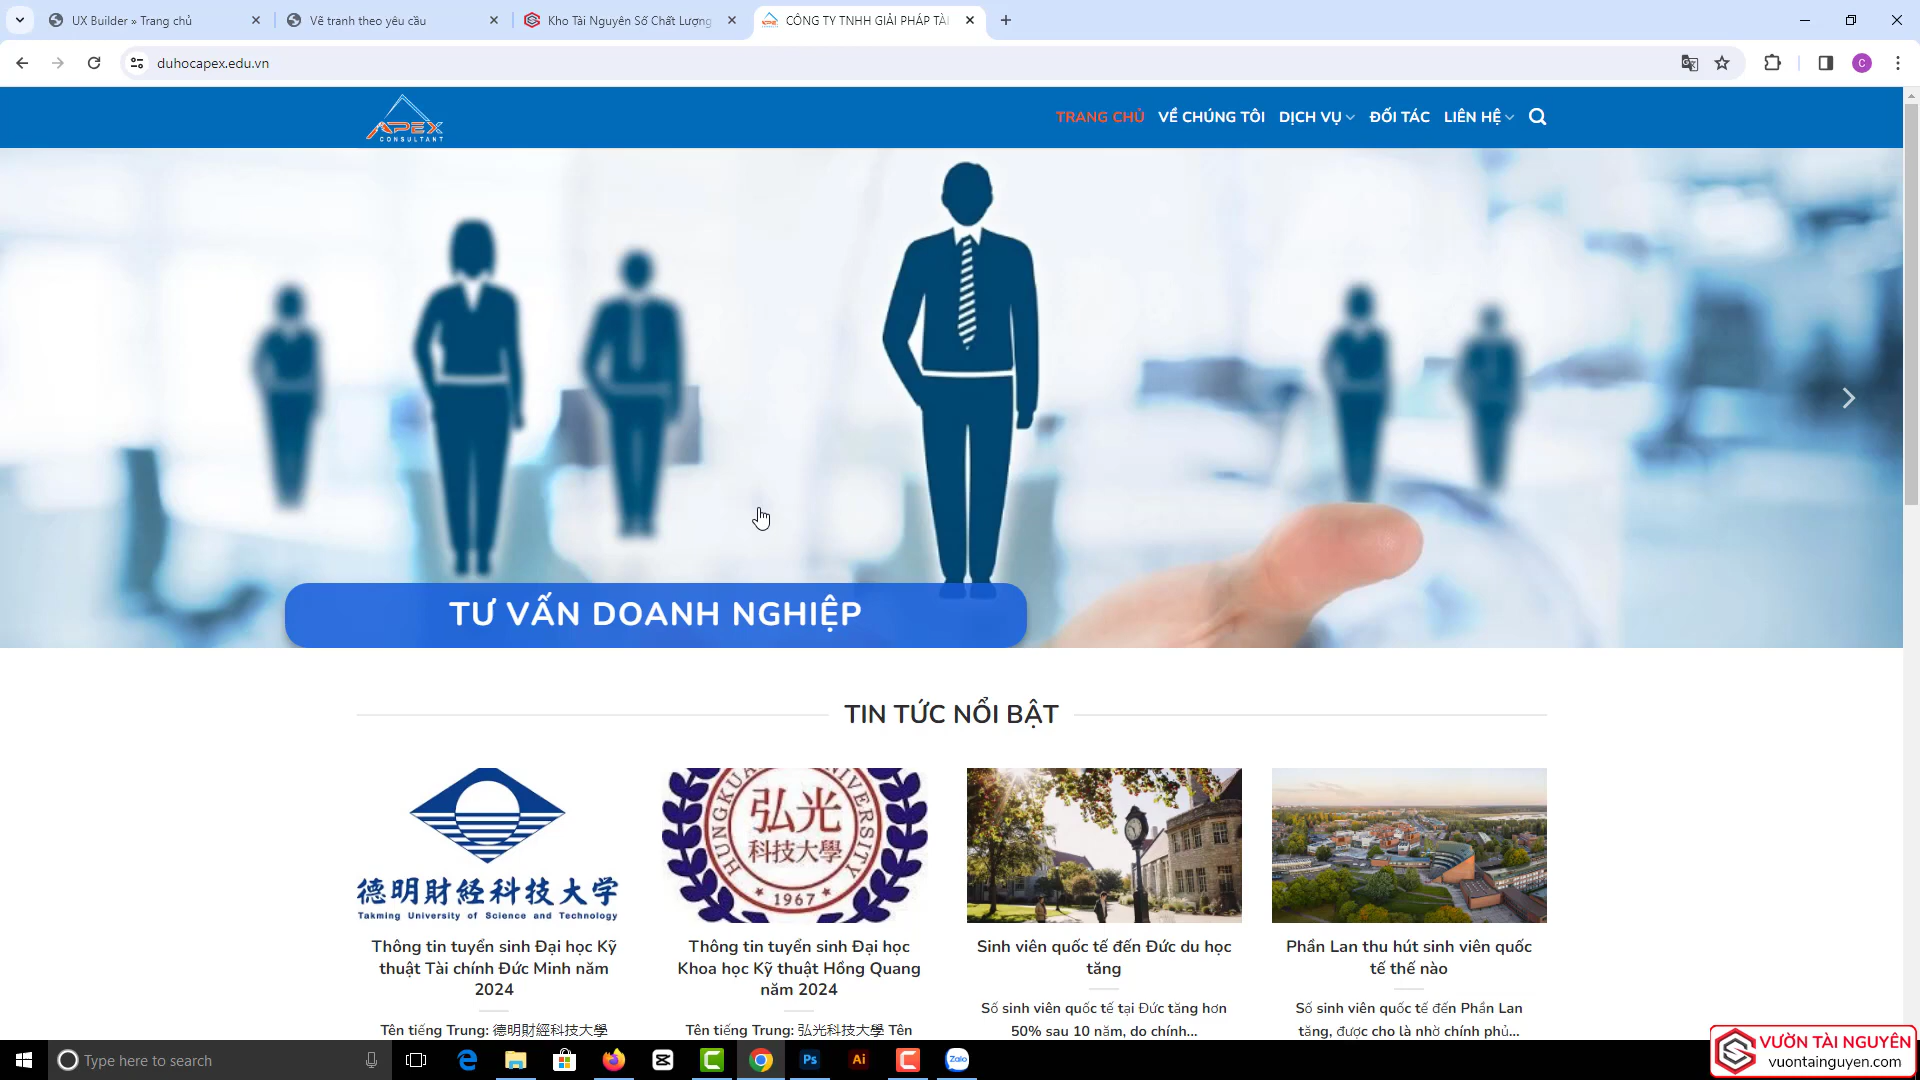 UX Builder » Trang chủ
Vẽ tranh theo yêu cầu
Kho Tài Nguyên Số Chất Lượng
CÔNG TY TNHH GIẢI PHÁP TÀI
duhocapex.edu.vn
C
APEX
CONSULTANT
TRANG CHỦ
VỀ CHÚNG TÔI
DỊCH VỤ
ĐỐI TÁC
LIÊN HỆ
TƯ VẤN DOANH NGHIỆP
TIN TỨC NỔI BẬT
德明財経科技大学
Takming University of Science and Technology
HUNGKUANG UNIVERSITY
弘光
科技大學
1967
Thông tin tuyển sinh Đại học Kỹ
thuật Tài chính Đức Minh năm
2024
Tên tiếng Trung: 德明財經科技大學
Thông tin tuyển sinh Đại học
Khoa học Kỹ thuật Hồng Quang
năm 2024
Tên tiếng Trung: 弘光科技大學 Tên
Sinh viên quốc tế đến Đức du học
tăng
Số sinh viên quốc tế tại Đức tăng hơn
50% sau 10 năm, do chính...
Phần Lan thu hút sinh viên quốc
tế thế nào
Số sinh viên quốc tế đến Phần Lan
tăng, được cho là nhờ chính phủ...
Type here to search
Ps
Ai
Zalo
VƯỜN TÀI NGUYÊN
vuontainguyen.com